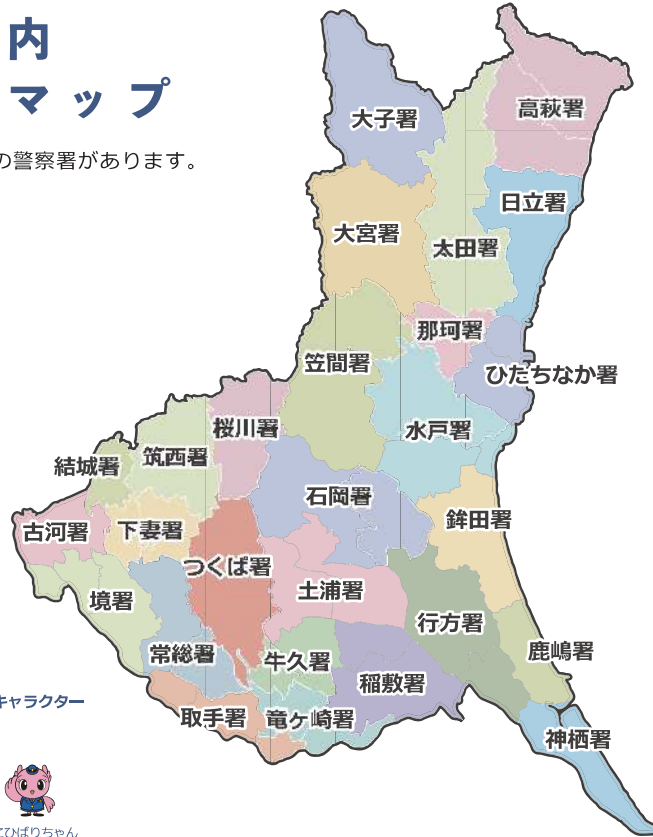 内
マップ
の警察署があります。
大子署
高萩署
日立署
大宮署
太田署
那珂署
笠間署
ひたちなか署
桜川署
水戸署
結城署
筑西署
石岡署
古河署
下妻署
鉾田署
つくば署
境署
土浦署
行方署
常総署
牛久署
鹿嶋署
稲敷署
取手署
竜ヶ崎署
神栖署
キャラクター
こひばりちゃん